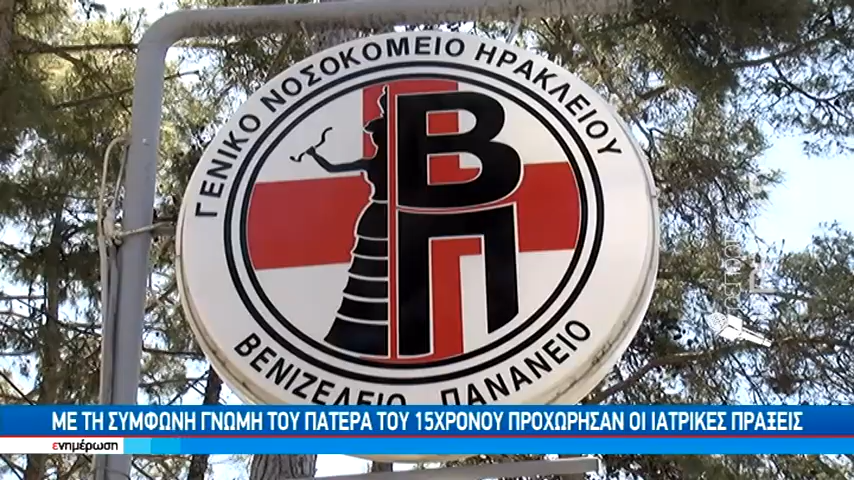 ΓΕΝΙΚΟ ΝΟΣΟΚΟΜΕΙΟ ΗΡΑΚΛΕΙΟΥ
ΒΠ
ΒΕΝΙΖΕΛΕΙΟ - ΠΑΝΑΝΕΙΟ
ΜΕ ΤΗ ΣΥΜΦΩΝΗ ΓΝΩΜΗ ΤΟΥ ΠΑΤΕΡΑ ΤΟΥ 15ΧΡΟΝΟΥ ΠΡΟΧΩΡΗΣΑΝ ΟΙ ΙΑΤΡΙΚΕΣ ΠΡΑΞΕΙΣ
ενημέρωση